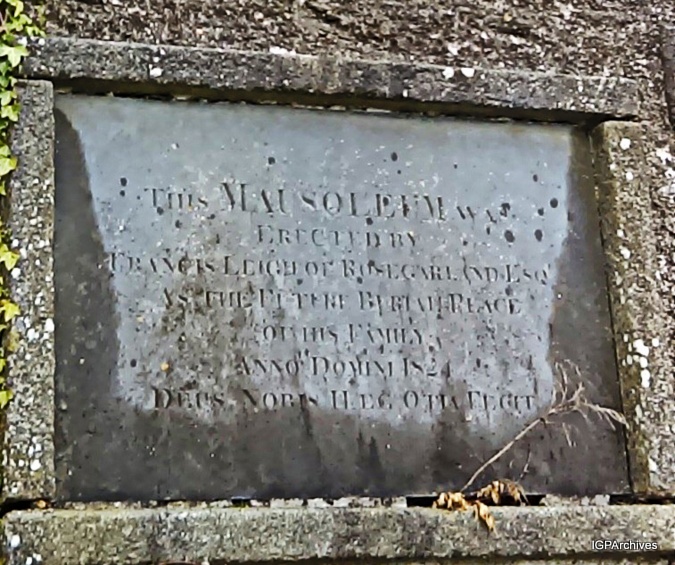 THIS MAUSOLEUM WAS
ERECTED BY
FRANCIS LEIGH OF ROSEGARLAND ESQ
AS THE FUTURE BURIAL PLACE
OF HIS FAMILY
ANNO DOMINI 1824
DEUS NOBIS HÆC OTIA FECIT
IGPArchives